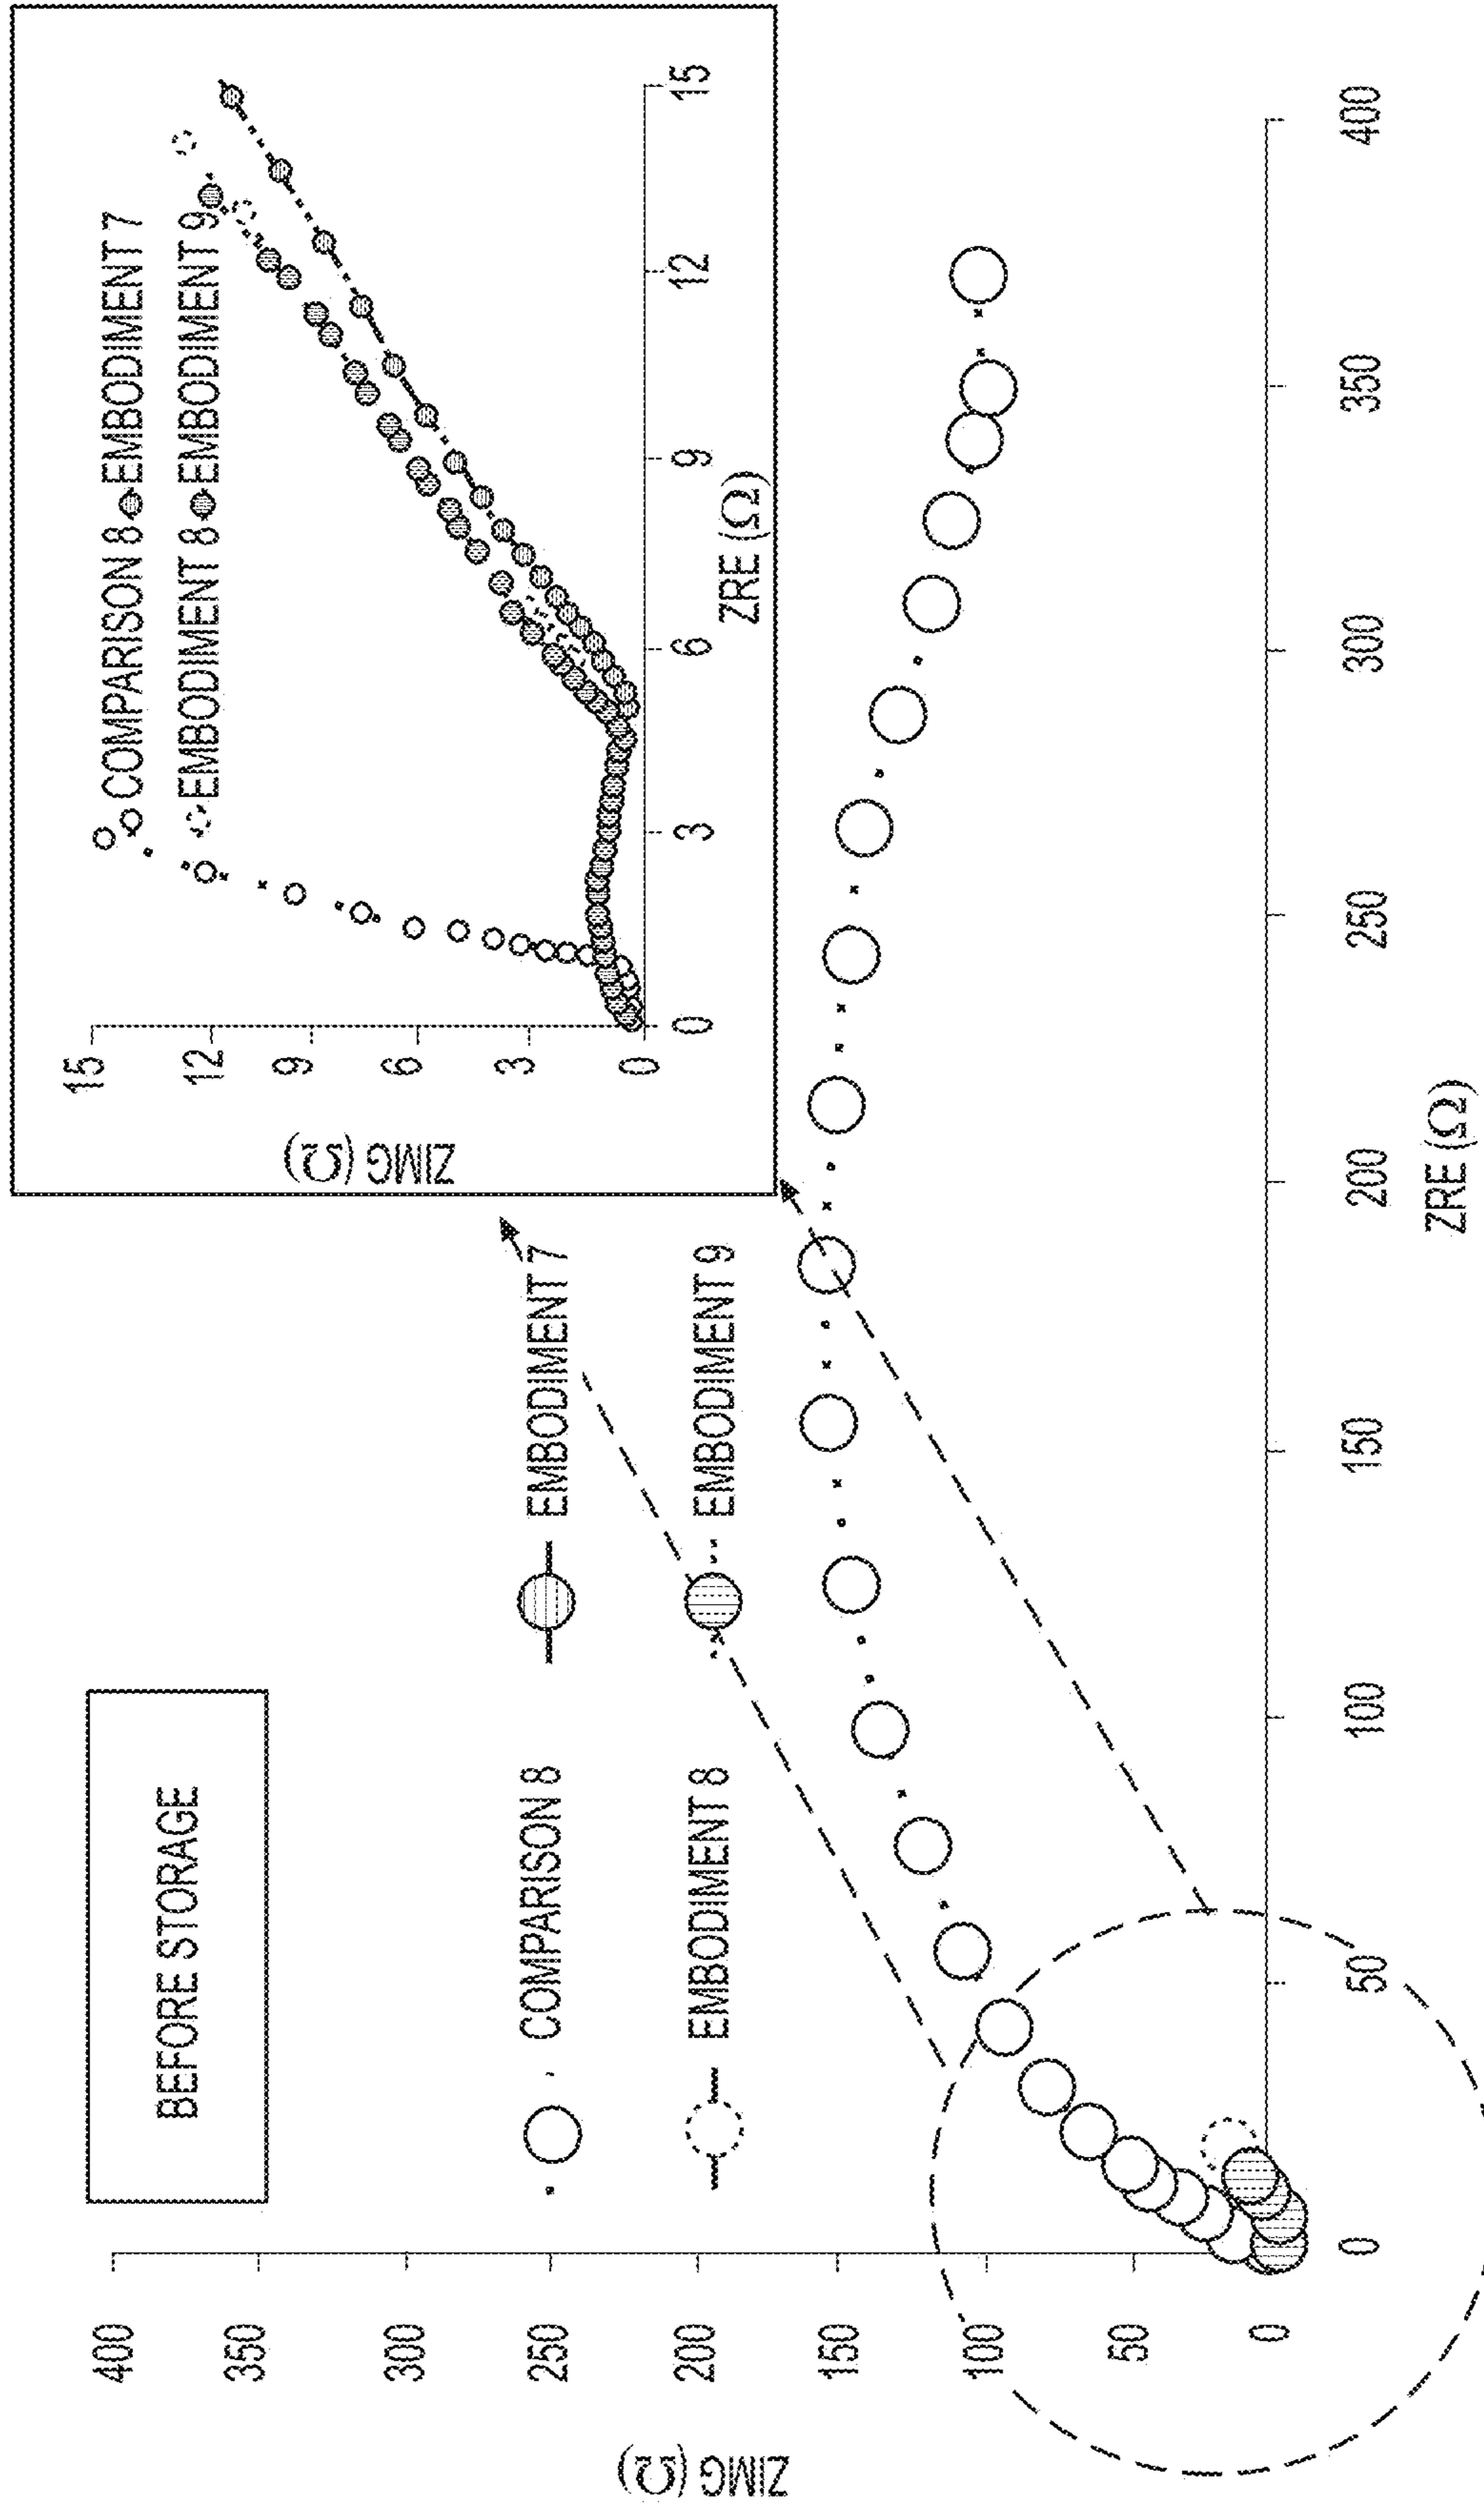 BEFORE STORAGE
COMPARISON 8
EMBODIMENT 7
EMBODIMENT 8
EMBODIMENT 9
ZIMG (Ω)
400
350
300
250
200
150
100
50
0
0
50
100
150
200
250
300
350
400
ZRE (Ω)
COMPARISON 8 EMBODIMENT 7
EMBODIMENT 8 EMBODIMENT 9
ZIMG (Ω)
15
12
9
6
3
0
0
3
6
9
12
15
ZRE (Ω)